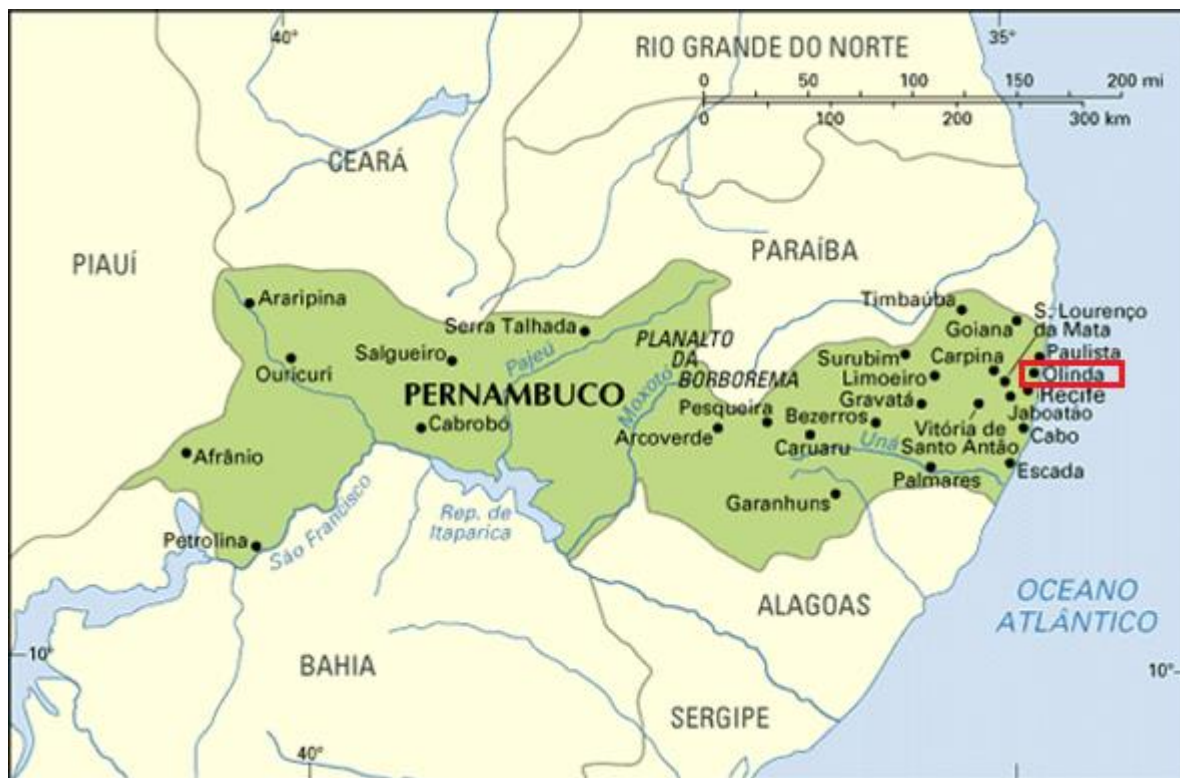 40°
35°
RIO GRANDE DO NORTE
0 50 100 150 200 mi
0 100 200 300 km
CEARÁ
PIAUÍ
PARAÍBA
Araripina
Timbaúba
S. Lourenço
da Mata
Goiana
Serra Talhada
PLANALTO
DA
BORBOREMA
Salgueiro
Pajeú
Surubim
Carpina
Paulista
Ouricuri
Limoeiro
Olinda
PERNAMBUCO
Moxotó
Gravatá
Recife
Pesqueira
Bezerros
Jaboatão
Cabrobó
Arcoverde
Caruaru
Vitória de
Santo Antão
Cabo
Uná
Afrânio
Palmares
Escada
Garanhuns
São Francisco
Rep. de
Itaparica
Petrolina
OCEANO
ATLÂNTICO
ALAGOAS
10°
BAHIA
10°
SERGIPE
40°